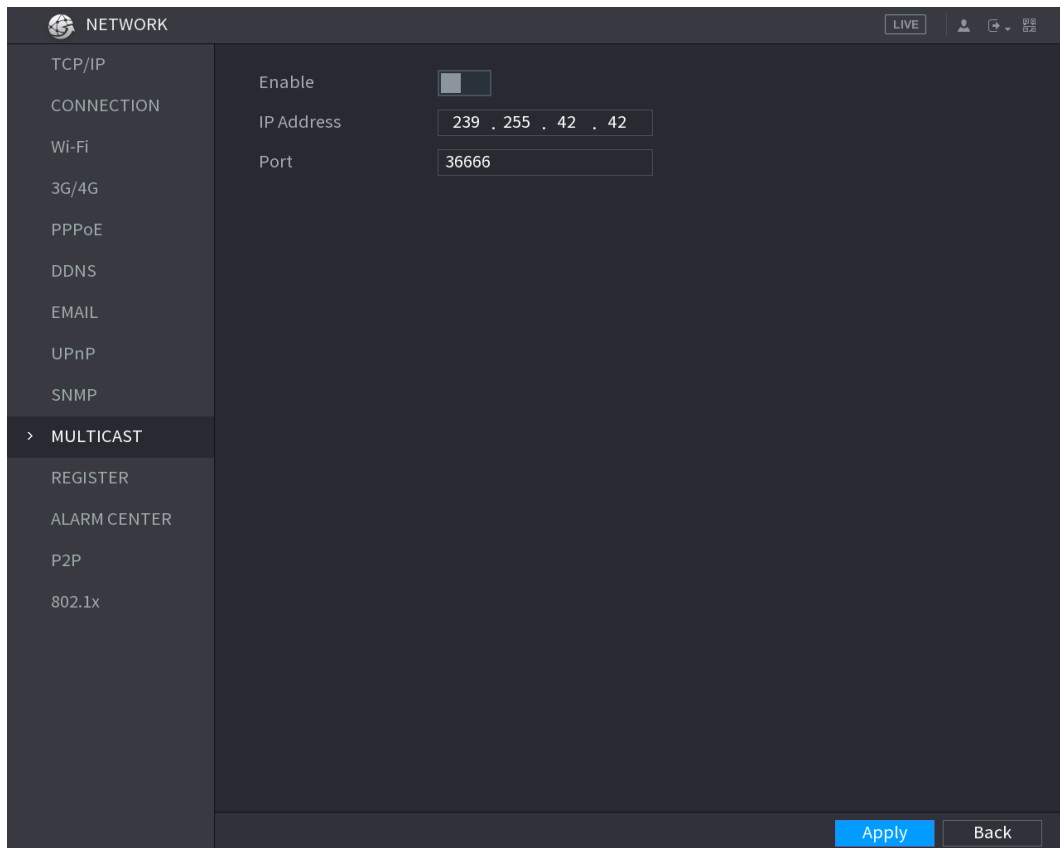 NETWORK
LIVE
TCP/IP
CONNECTION
Wi-Fi
3G/4G
PPPoE
DDNS
EMAIL
UPnP
SNMP
MULTICAST
REGISTER
ALARM CENTER
P2P
802.1x
Enable
IP Address 239 . 255 . 42 . 42
Port 36666
Apply Back